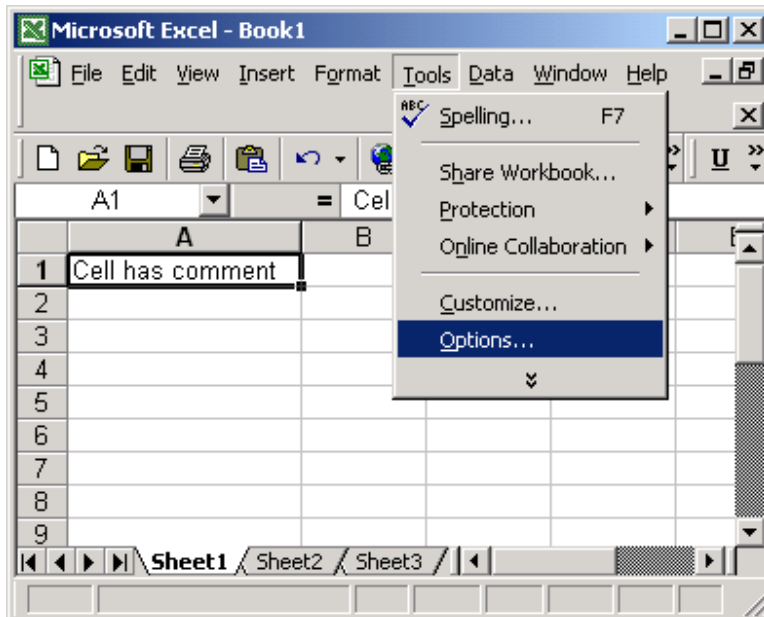 Microsoft Excel - Book1
File Edit View Insert Format Tools Data Window Help
ABC Spelling... F7
Share Workbook...
Protection
Online Collaboration
Customize...
Options...
U
A1 = Cel
A B
1 Cell has comment
2
3
4
5
6
7
8
9
Sheet1 Sheet2 Sheet3